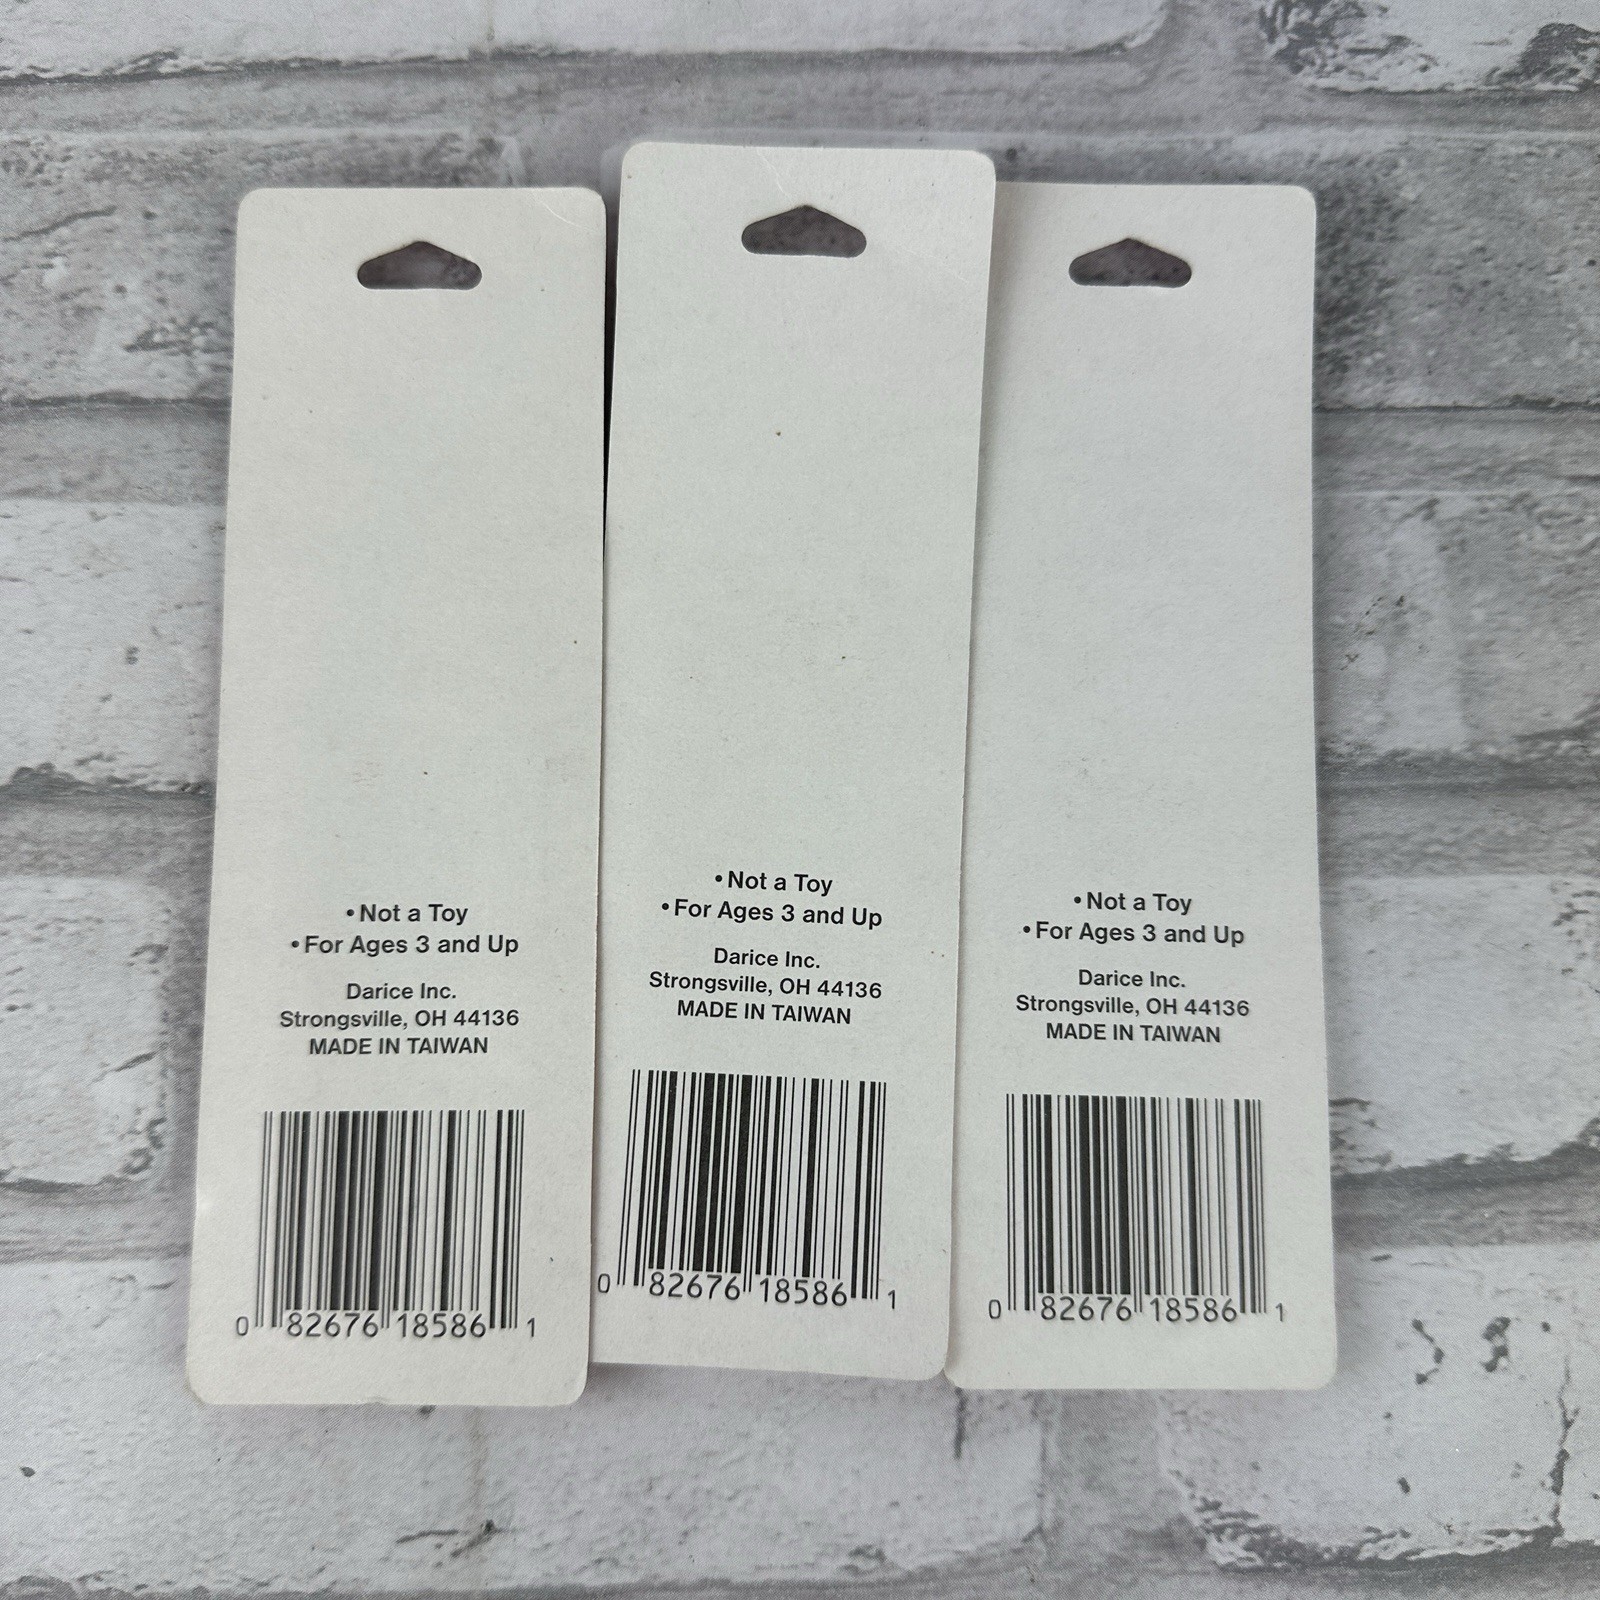 • Not a Toy
• For Ages 3 and Up
Darice Inc.
Strongsville, OH 44136
MADE IN TAIWAN
0 82676 18586 1
• Not a Toy
• For Ages 3 and Up
Darice Inc.
Strongsville, OH 44136
MADE IN TAIWAN
0 82676 18586 1
• Not a Toy
• For Ages 3 and Up
Darice Inc.
Strongsville, OH 44136
MADE IN TAIWAN
0 82676 18586 1